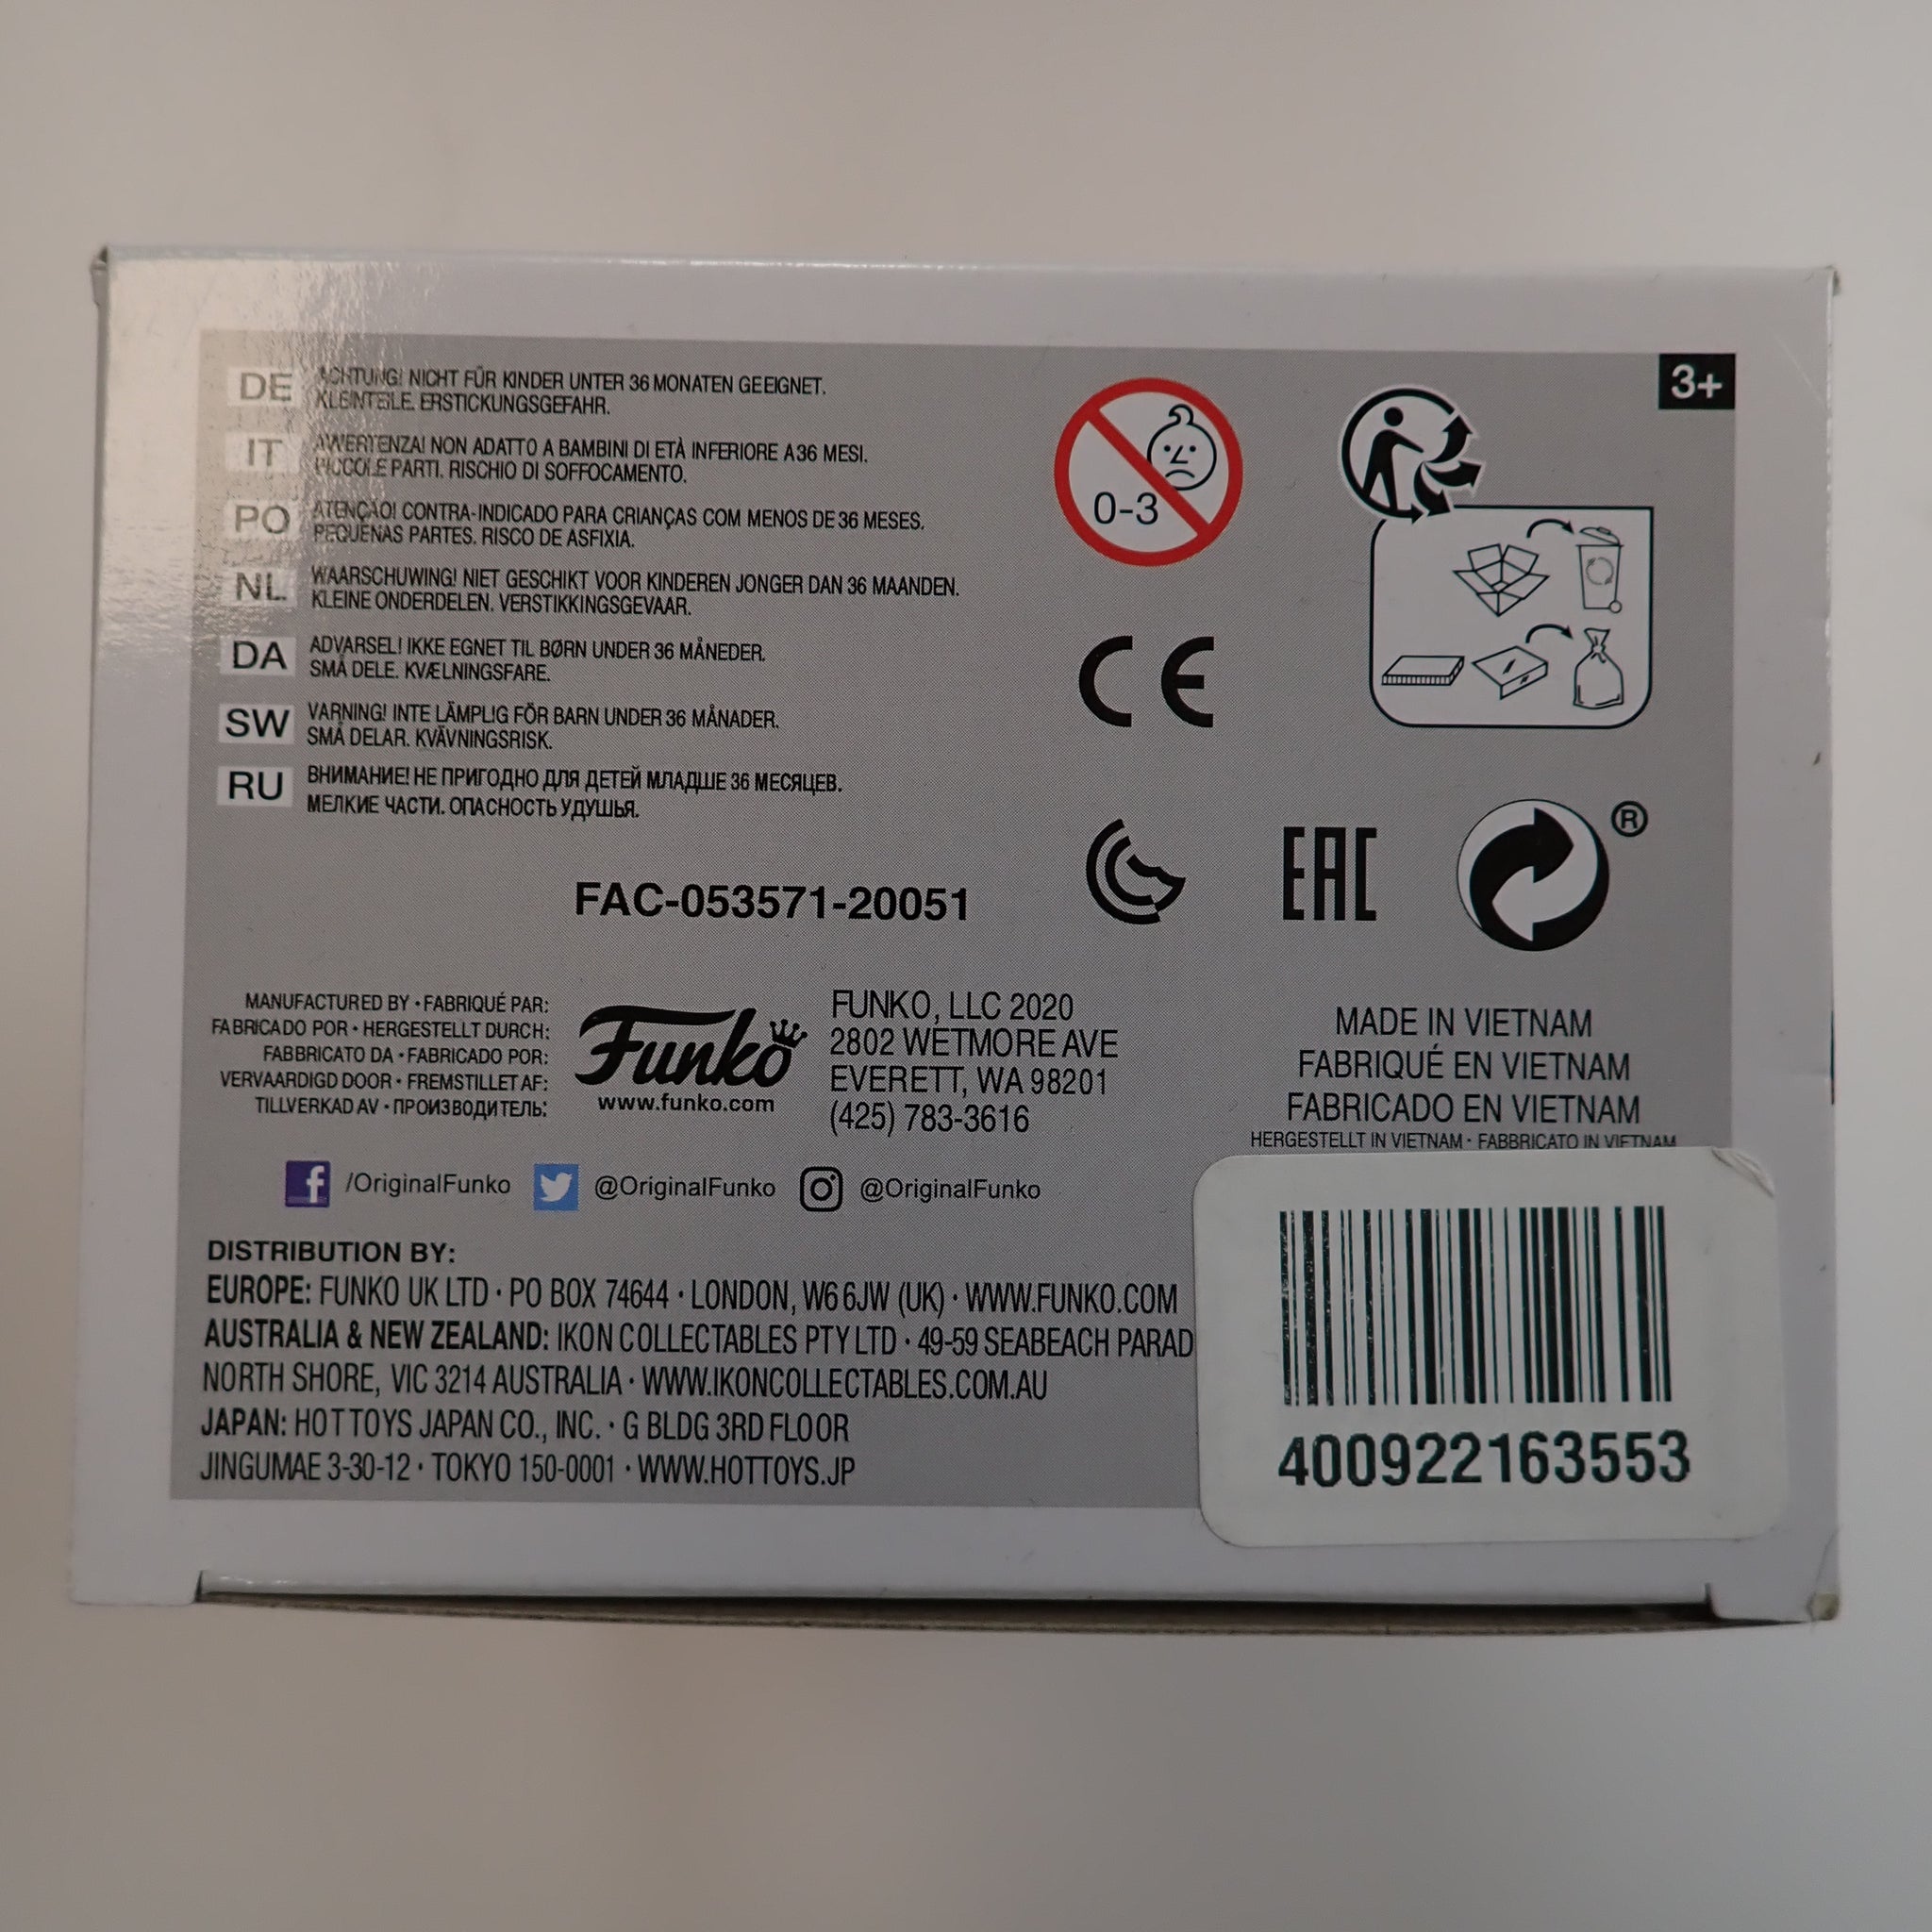 3+
DE ACHTUNG! NICHT FÜR KINDER UNTER 36 MONATEN GEEIGNET.
KLEINTEILE. ERSTICKUNGSGEFAHR.
IT AVVERTENZA! NON ADATTO A BAMBINI DI ETÀ INFERIORE A 36 MESI.
PICCOLE PARTI. RISCHIO DI SOFFOCAMENTO.
PO ATENÇÃO! CONTRA-INDICADO PARA CRIANÇAS COM MENOS DE 36 MESES.
PEQUENAS PARTES. RISCO DE ASFIXIA.
NL WAARSCHUWING! NIET GESCHIKT VOOR KINDEREN JONGER DAN 36 MAANDEN.
KLEINE ONDERDELEN. VERSTIKKINGSGEVAAR.
DA ADVARSEL! IKKE EGNET TIL BØRN UNDER 36 MÅNEDER.
SMÅ DELE. KVÆLNINGSFARE.
SW VARNING! INTE LÄMPLIG FÖR BARN UNDER 36 MÅNADER.
SMÅ DELAR. KVÄVNINGSRISK.
RU ВНИМАНИЕ! НЕ ПРИГОДНО ДЛЯ ДЕТЕЙ МЛАДШЕ 36 МЕСЯЦЕВ.
МЕЛКИЕ ЧАСТИ. ОПАСНОСТЬ УДУШЬЯ.
0-3
CE
EAC
®
FAC-053571-20051
MANUFACTURED BY • FABRIQUÉ PAR:
FABRICADO POR • HERGESTELLT DURCH:
FABBRICATO DA • FABRICADO POR:
VERVAARDIGD DOOR • FREMSTILLET AF:
TILLVERKAD AV • ПРОИЗВОДИТЕЛЬ:
Funko
www.funko.com
FUNKO, LLC 2020
2802 WETMORE AVE
EVERETT, WA 98201
(425) 783-3616
MADE IN VIETNAM
FABRIQUÉ EN VIETNAM
FABRICADO EN VIETNAM
HERGESTELLT IN VIETNAM • FABBRICATO IN VIETNAM
f /OriginalFunko @OriginalFunko @OriginalFunko
DISTRIBUTION BY:
EUROPE: FUNKO UK LTD • PO BOX 74644 • LONDON, W6 6JW (UK) • WWW.FUNKO.COM
AUSTRALIA & NEW ZEALAND: IKON COLLECTABLES PTY LTD • 49-59 SEABEACH PARAD
NORTH SHORE, VIC 3214 AUSTRALIA • WWW.IKONCOLLECTABLES.COM.AU
JAPAN: HOT TOYS JAPAN CO., INC. • G BLDG 3RD FLOOR
JINGUMAE 3-30-12 • TOKYO 150-0001 • WWW.HOTTOYS.JP
400922163553